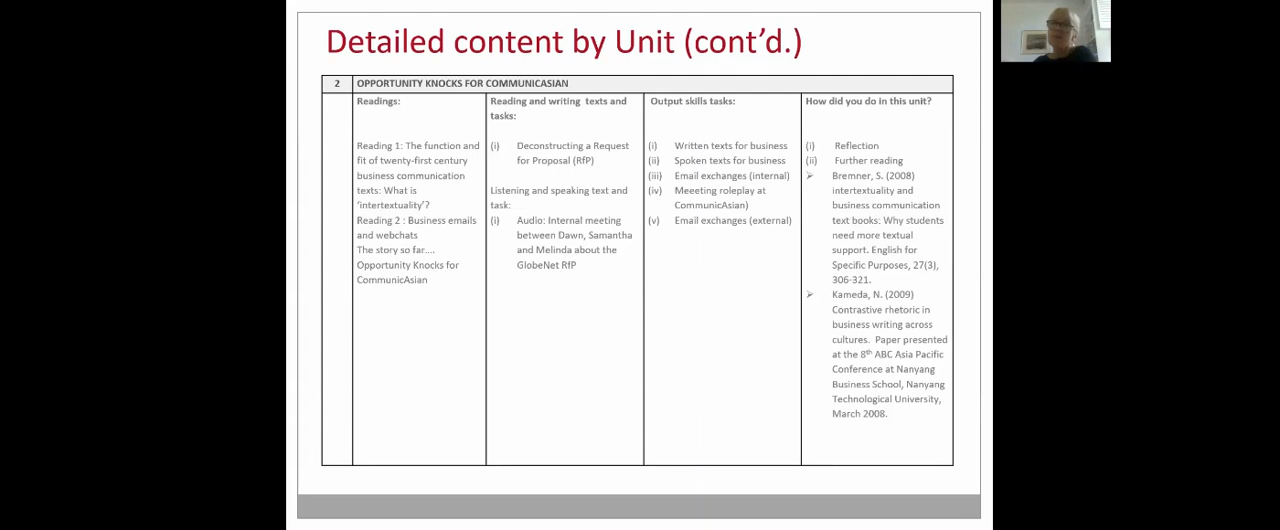 Detailed content by Unit (cont'd.)
2 OPPORTUNITY KNOCKS FOR COMMUNICASIAN
Readings:
Reading 1: The function and
fit of twenty-first century
business communication
texts: What is
'intertextuality'?
Reading 2 : Business emails
and webchats
The story so far....
Opportunity Knocks for
CommunicAsian
Reading and writing texts and
tasks:
(i) Deconstructing a Request
for Proposal (RfP)
Listening and speaking text and
task:
(i) Audio: Internal meeting
between Dawn, Samantha
and Melinda about the
GlobeNet RfP
Output skills tasks:
(i) Written texts for business
(ii) Spoken texts for business
(iii) Email exchanges (internal)
(iv) Meeeting roleplay at
CommunicAsian)
(v) Email exchanges (external)
How did you do in this unit?
(i) Reflection
(ii) Further reading
➢ Bremner, S. (2008)
intertextuality and
business communication
text books: Why students
need more textual
support. English for
Specific Purposes, 27(3),
306-321.
➢ Kameda, N. (2009)
Contrastive rhetoric in
business writing across
cultures. Paper presented
at the 8th ABC Asia Pacific
Conference at Nanyang
Business School, Nanyang
Technological University,
March 2008.